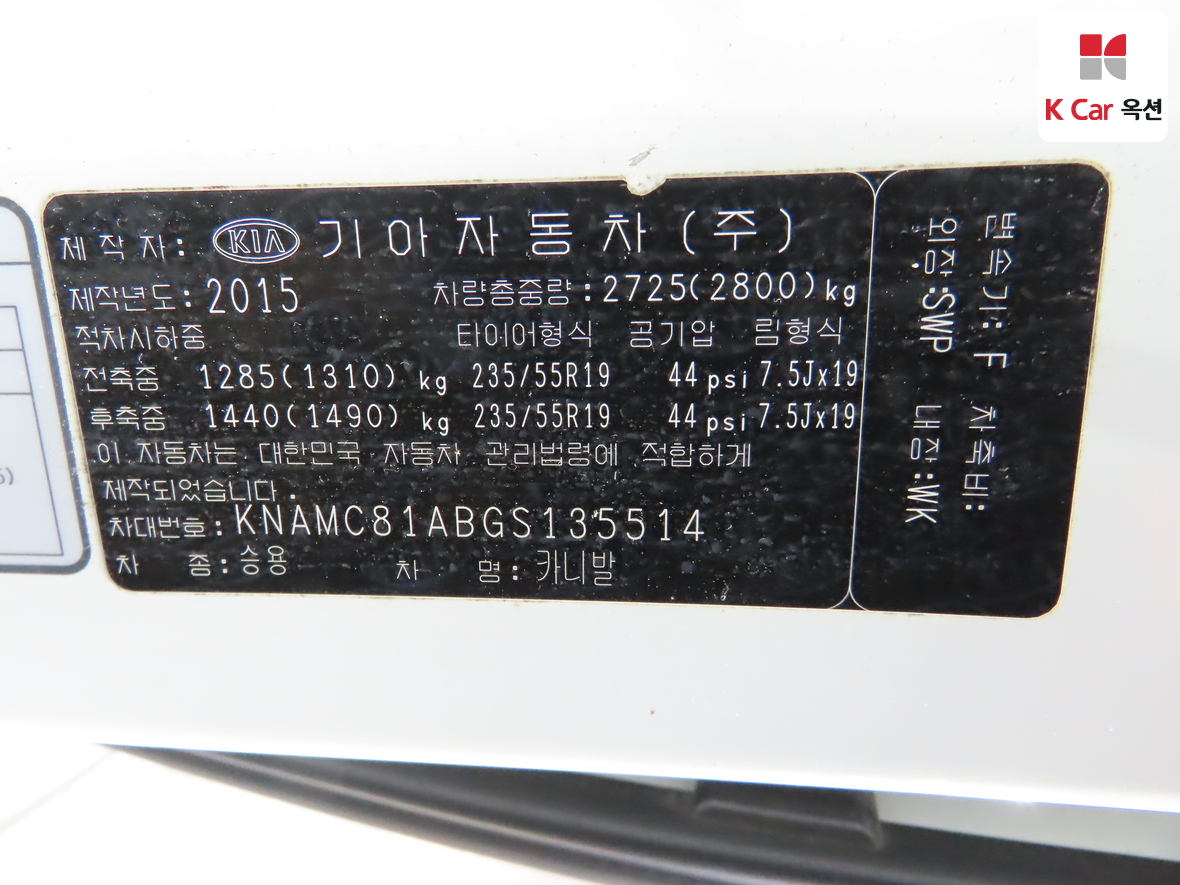 K Car 옥션
제 작 자 : KIA 기 아 자 동 차 ( 주 )
제작년도 : 2015 차량총중량 : 2725(2800) kg
적차시하중 타이어형식 공기압 림형식
전축중 1285(1310) kg 235/55R19 44 psi 7.5Jx19
후축중 1440(1490) kg 235/55R19 44 psi 7.5Jx19
이 자동차는 대한민국 자동차 관리법령에 적합하게
제작되었습니다 .
차대번호 : KNAMC81ABGS135514
차 종 : 승용 차 명 : 카니발
변속기: F 차축비:
외장:SWP 내장:WK
5)